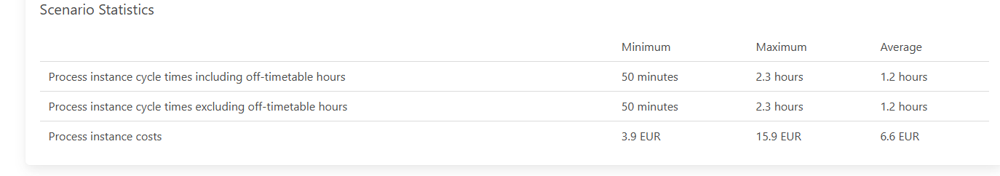 Scenario Statistics
Minimum Maximum Average
Process instance cycle times including off-timetable hours 50 minutes 2.3 hours 1.2 hours
Process instance cycle times excluding off-timetable hours 50 minutes 2.3 hours 1.2 hours
Process instance costs 3.9 EUR 15.9 EUR 6.6 EUR